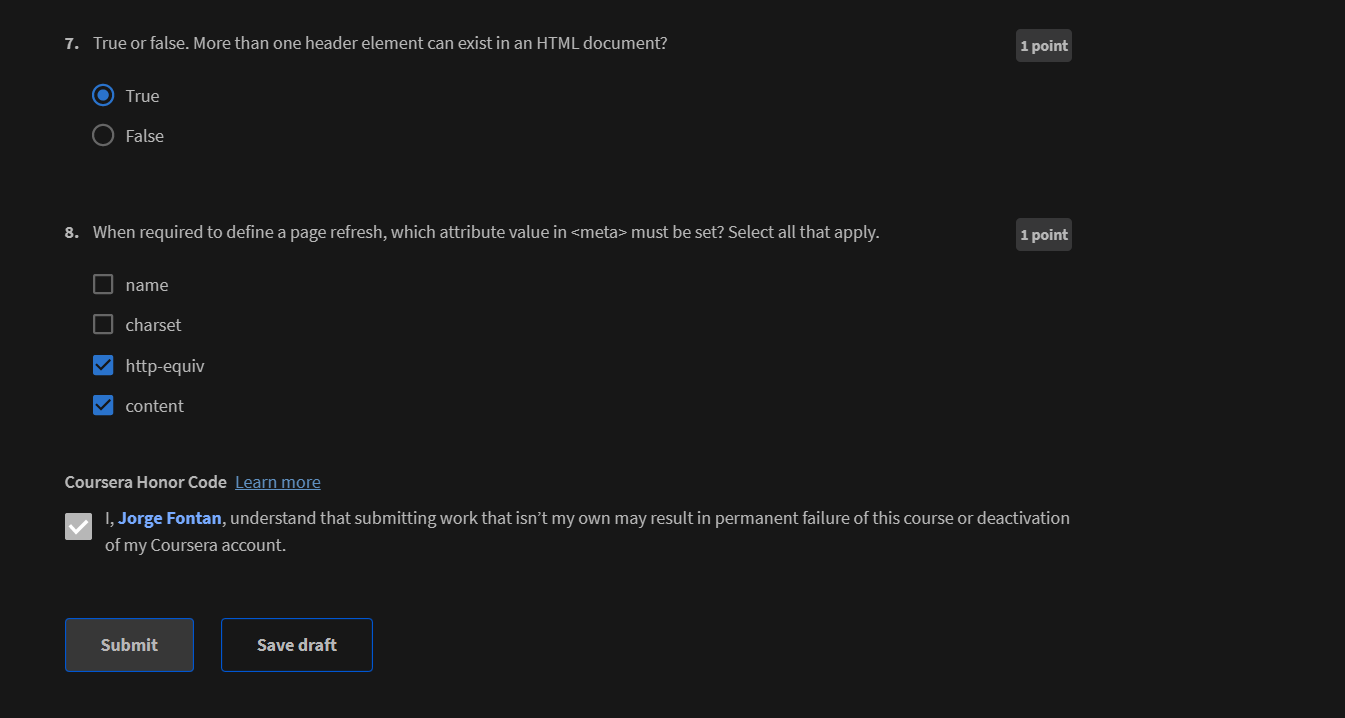 7. True or false. More than one header element can exist in an HTML document?
1 point
True
False
8. When required to define a page refresh, which attribute value in <meta> must be set? Select all that apply.
1 point
name
charset
http-equiv
content
Coursera Honor Code Learn more
I, Jorge Fontan, understand that submitting work that isn’t my own may result in permanent failure of this course or deactivation
of my Coursera account.
Submit Save draft